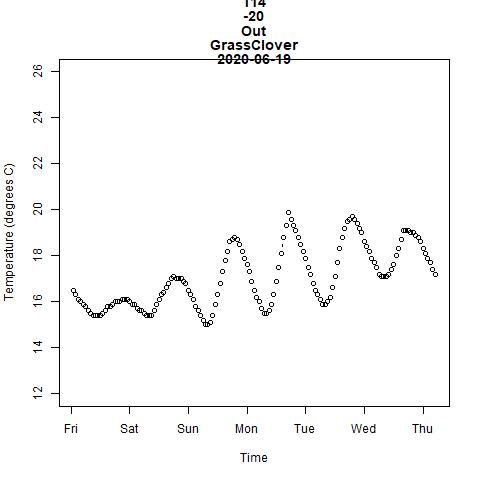 114
-20
Out
GrassClover
2020-06-19
26
24
22
20
18
16
14
12
Temperature (degrees C)
Fri Sat Sun Mon Tue Wed Thu
Time